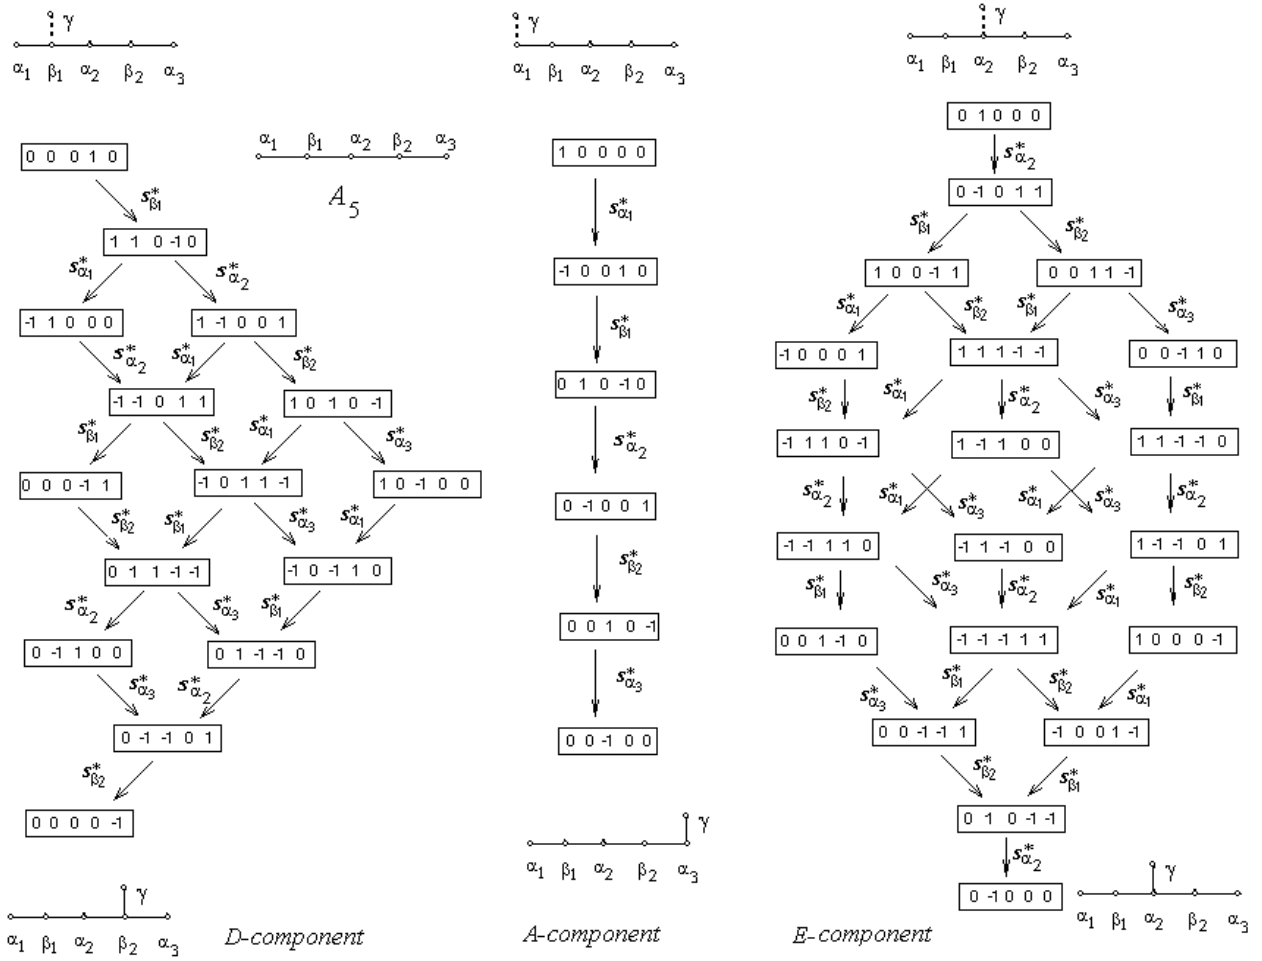 γ
α1 β1 α2 β2 α3
0 0 0 1 0
s*β1
1 1 0 -1 0
s*α1 s*α2
-1 1 0 0 0
1 -1 0 0 1
s*α2 s*α1 s*β2
-1 -1 0 1 1
1 0 1 0 -1
s*β1 s*β2 s*α1 s*α3
0 0 0 -1 1
-1 0 1 1 -1
1 0 -1 0 0
s*β2 s*β1 s*α3 s*α1
0 1 1 -1 -1
-1 0 -1 1 0
s*α2 s*α3 s*β1
0 -1 1 0 0
0 1 -1 -1 0
s*α3 s*α2
0 -1 -1 0 1
s*β2
0 0 0 0 -1
γ
α1 β1 α2 β2 α3
D-component
α1 β1 α2 β2 α3
A5
γ
α1 β1 α2 β2 α3
1 0 0 0 0
s*α1
-1 0 0 1 0
s*β1
0 1 0 -1 0
s*α2
0 -1 0 0 1
s*β2
0 0 1 0 -1
s*α3
0 0 -1 0 0
γ
α1 β1 α2 β2 α3
A-component
γ
α1 β1 α2 β2 α3
0 1 0 0 0
s*α2
0 -1 0 1 1
s*β1 s*β2
1 0 0 -1 1
0 0 1 1 -1
s*α1 s*β2 s*β1 s*α3
-1 0 0 0 1
1 1 1 -1 -1
0 0 -1 1 0
s*β2 s*α1 s*α2 s*α3 s*β1
-1 1 1 0 -1
1 -1 1 0 0
1 1 -1 -1 0
s*α2 s*α1 s*α3 s*α1 s*α3 s*α2
-1 -1 1 1 0
-1 1 -1 0 0
1 -1 -1 0 1
s*β1 s*α3 s*α2 s*α1 s*β2
0 0 1 -1 0
-1 -1 -1 1 1
1 0 0 0 -1
s*α3 s*β1 s*β2 s*α1
0 0 -1 -1 1
-1 0 0 1 -1
s*β2 s*β1
0 1 0 -1 -1
s*α2
0 -1 0 0 0
γ
α1 β1 α2 β2 α3
E-component